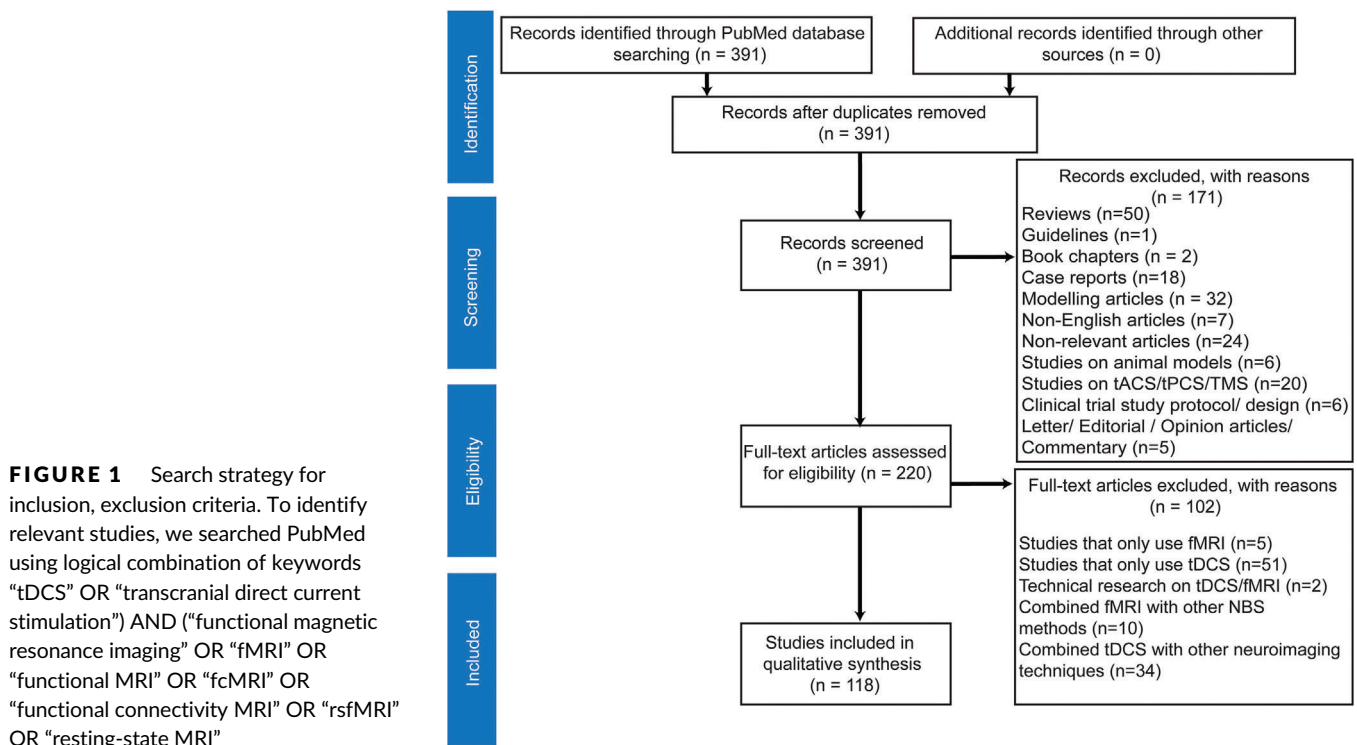 Identification
Records identified through PubMed database
searching (n = 391)
Additional records identified through other
sources (n = 0)
Records after duplicates removed
(n = 391)
Screening
Records screened
(n = 391)
Records excluded, with reasons
(n = 171)
Reviews (n=50)
Guidelines (n=1)
Book chapters (n = 2)
Case reports (n=18)
Modelling articles (n = 32)
Non-English articles (n=7)
Non-relevant articles (n=24)
Studies on animal models (n=6)
Studies on tACS/tPCS/TMS (n=20)
Clinical trial study protocol/ design (n=6)
Letter/ Editorial / Opinion articles/
Commentary (n=5)
Eligibility
Full-text articles assessed
for eligibility (n = 220)
Full-text articles excluded, with reasons
(n = 102)
Studies that only use fMRI (n=5)
Studies that only use tDCS (n=51)
Technical research on tDCS/fMRI (n=2)
Combined fMRI with other NBS
methods (n=10)
Combined tDCS with other neuroimaging
techniques (n=34)
Included
Studies included in
qualitative synthesis
(n = 118)
FIGURE 1 Search strategy for
inclusion, exclusion criteria. To identify
relevant studies, we searched PubMed
using logical combination of keywords
“tDCS” OR “transcranial direct current
stimulation”) AND (“functional magnetic
resonance imaging” OR “fMRI” OR
“functional MRI” OR “fcMRI” OR
“functional connectivity MRI” OR “rsfMRI”
OR “resting-state MRI”